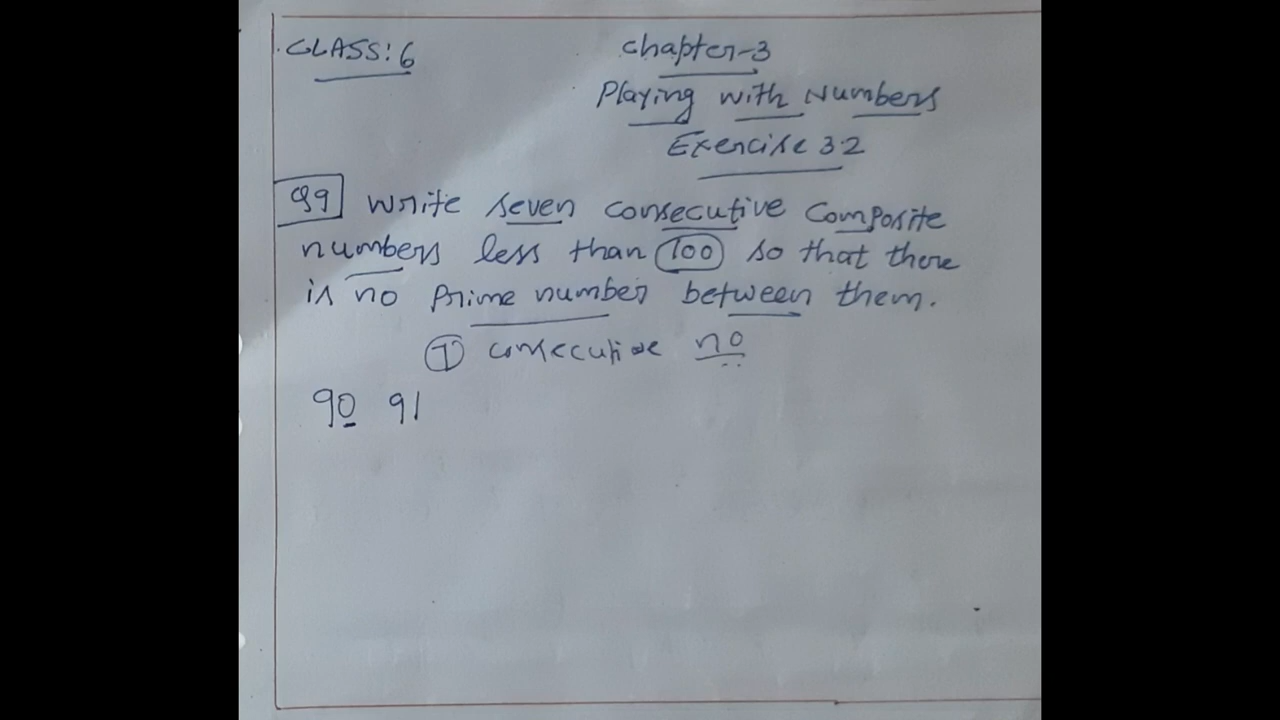 CLASS: 6
Chapter-3
Playing with Numbers
Exercise 3.2
Q9 Write seven consecutive composite
numbers less than 100 so that there
is no prime number between them.
7 consecutive no
90 91